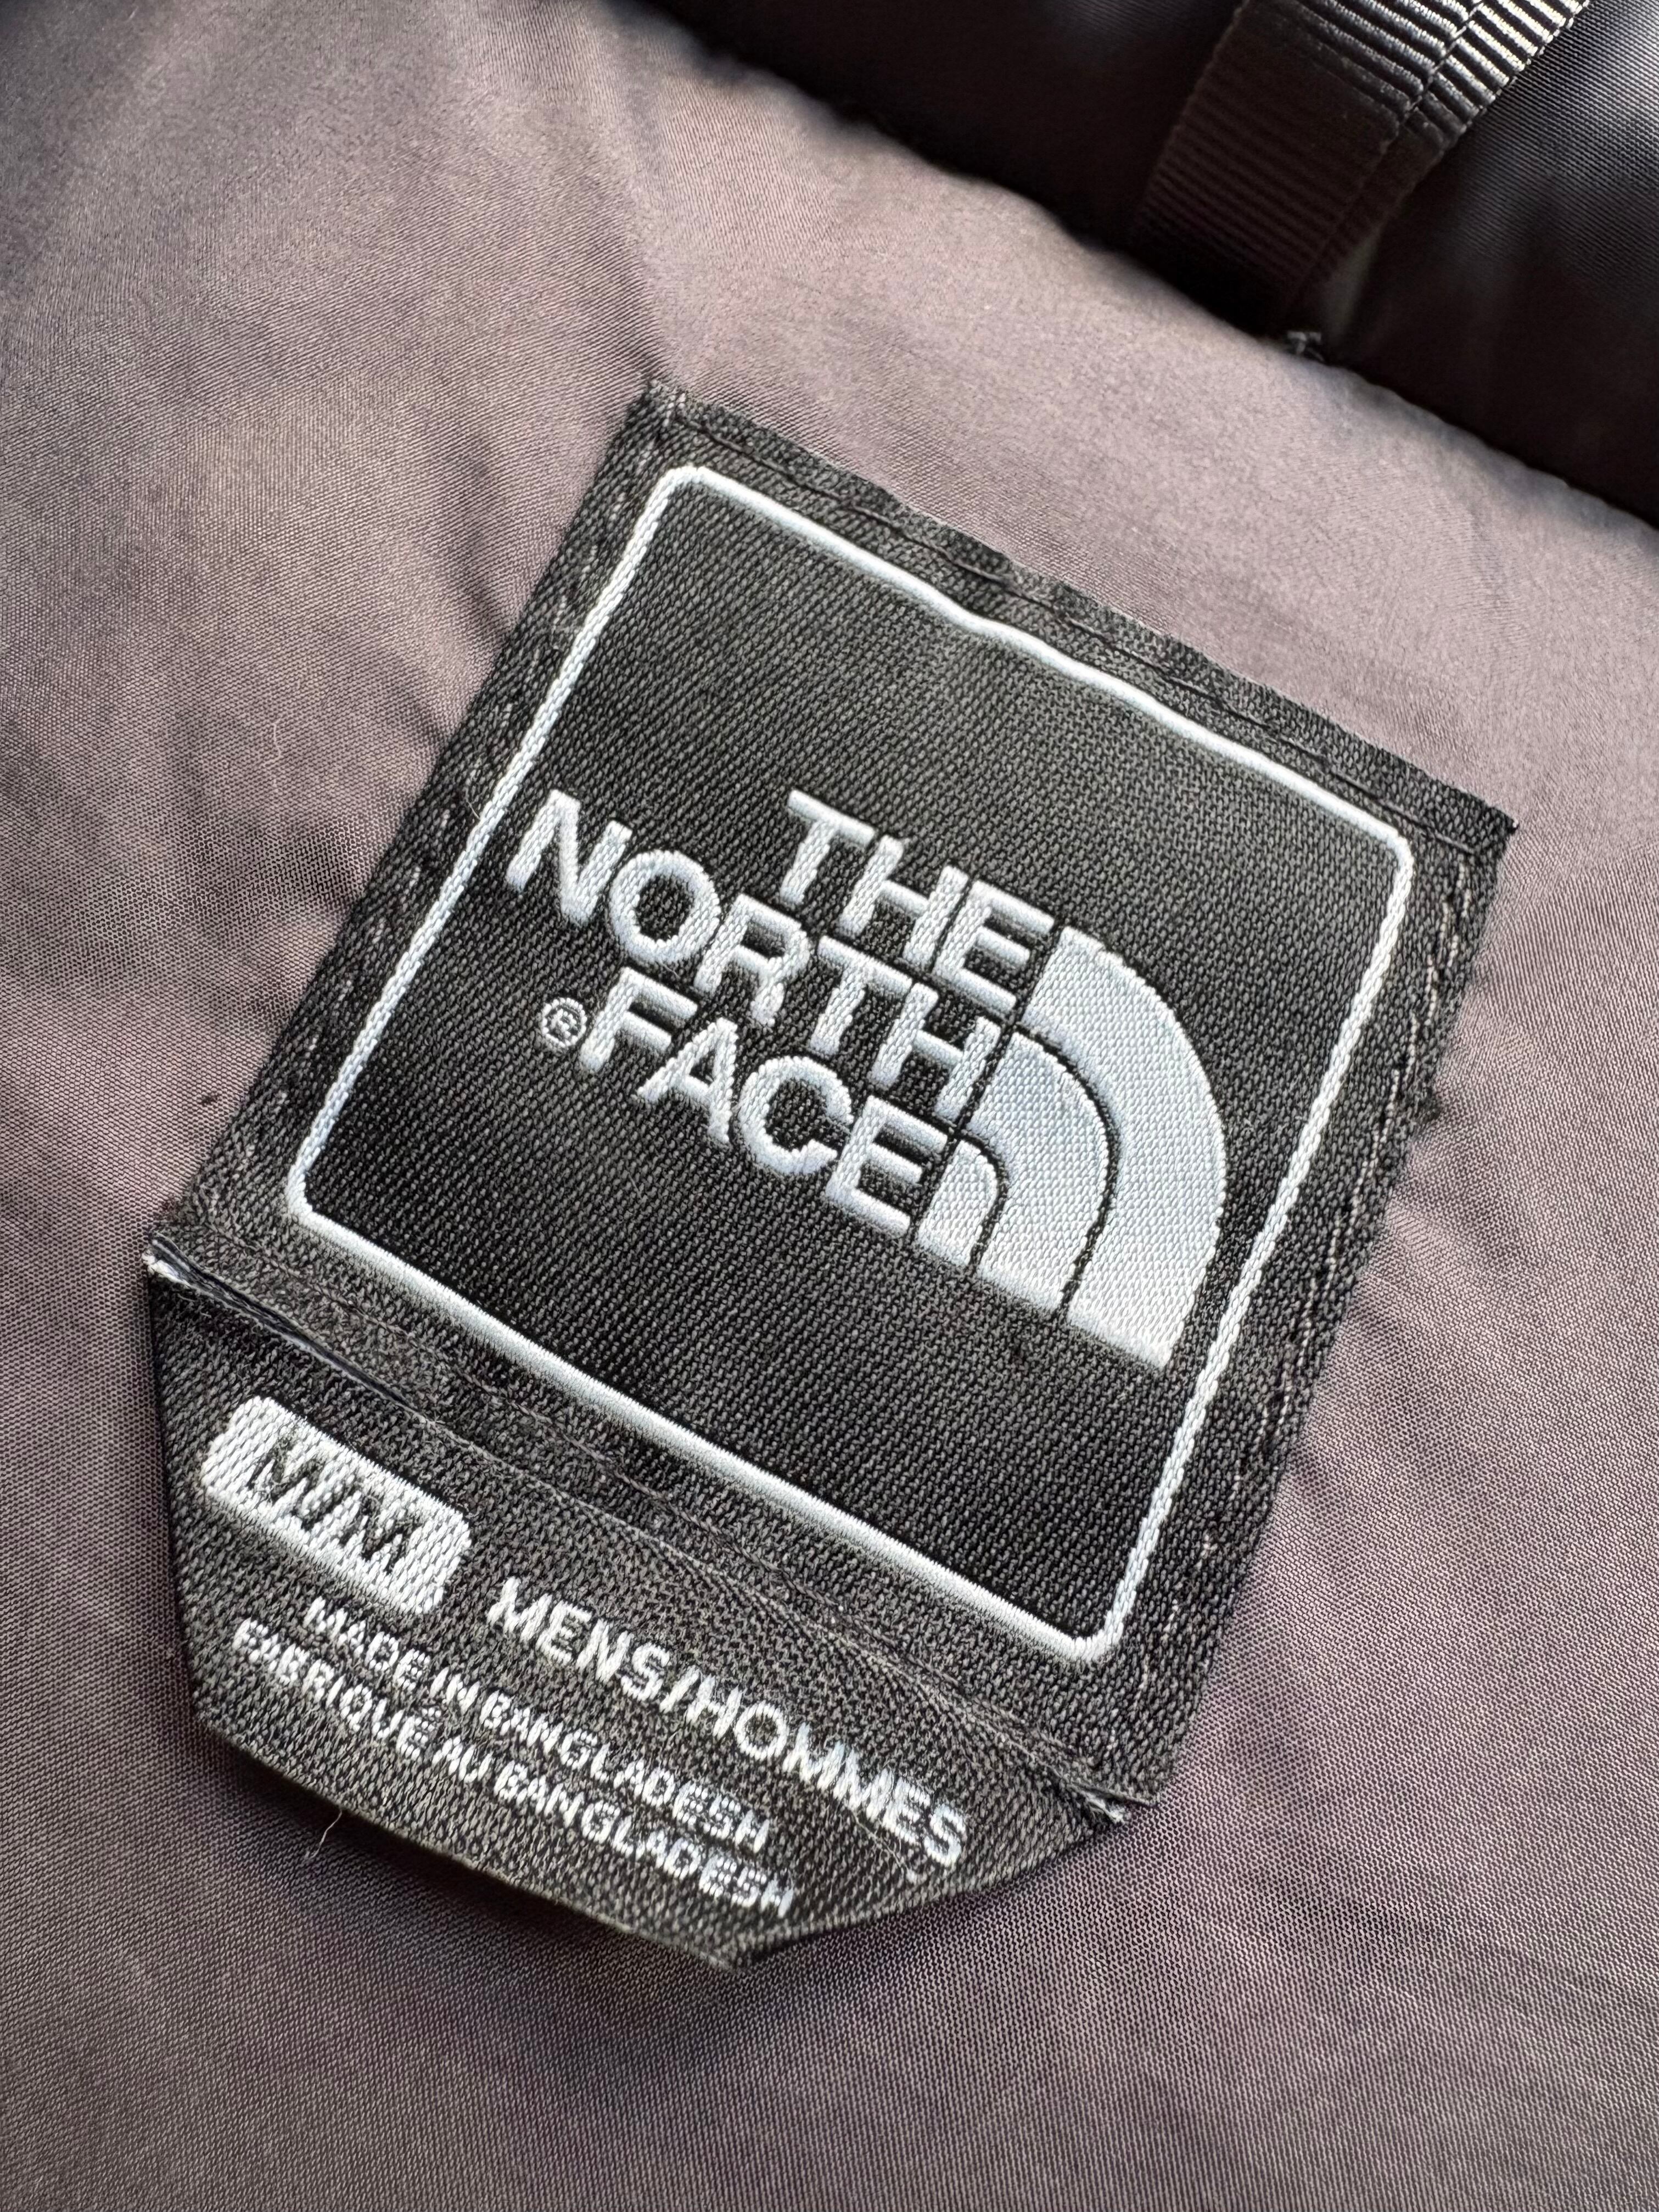 THE
NORTH
®FACE
M/M
MENS/HOMMES
MADE IN BANGLADESH
FABRIQUÉ AU BANGLADESH